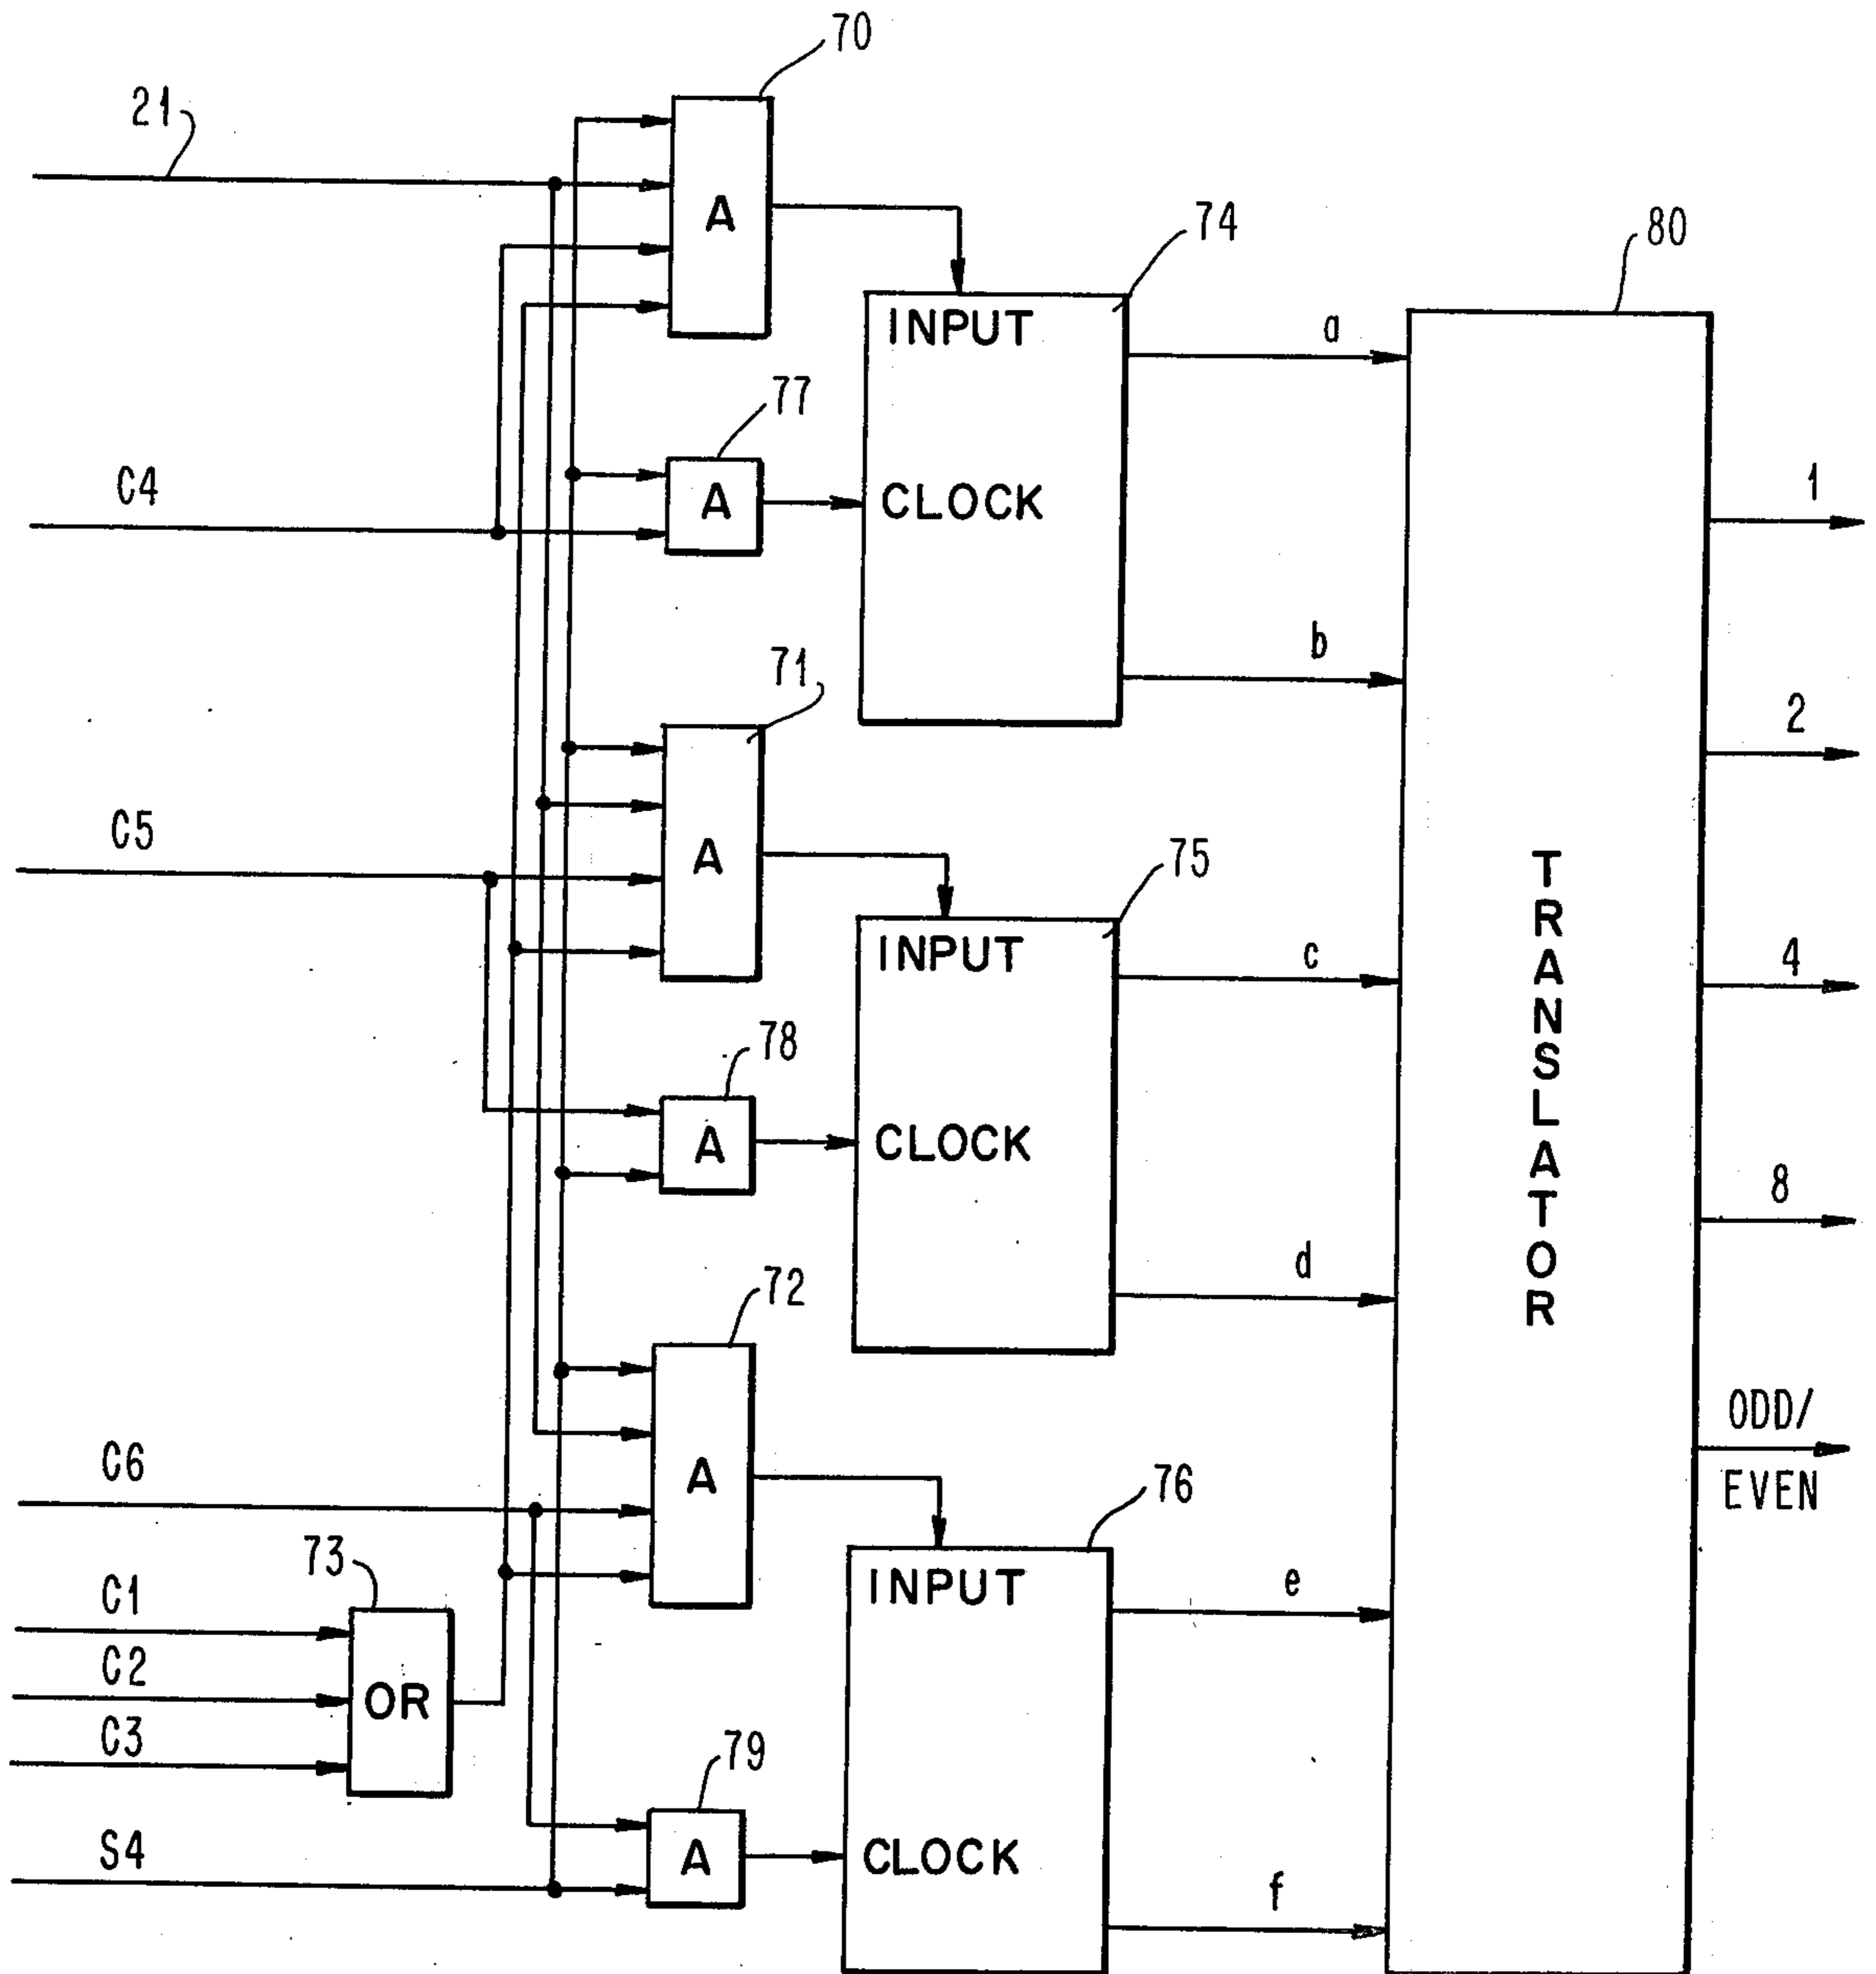 70
21
A
74
80
INPUT
a
77
C4
A
CLOCK
1
b
71
2
C5
A
75
TRANSLATOR
INPUT
c
4
78
A
CLOCK
8
d
72
C6
A
ODD/
EVEN
76
73
C1
INPUT
e
C2
OR
C3
79
S4
A
CLOCK
f